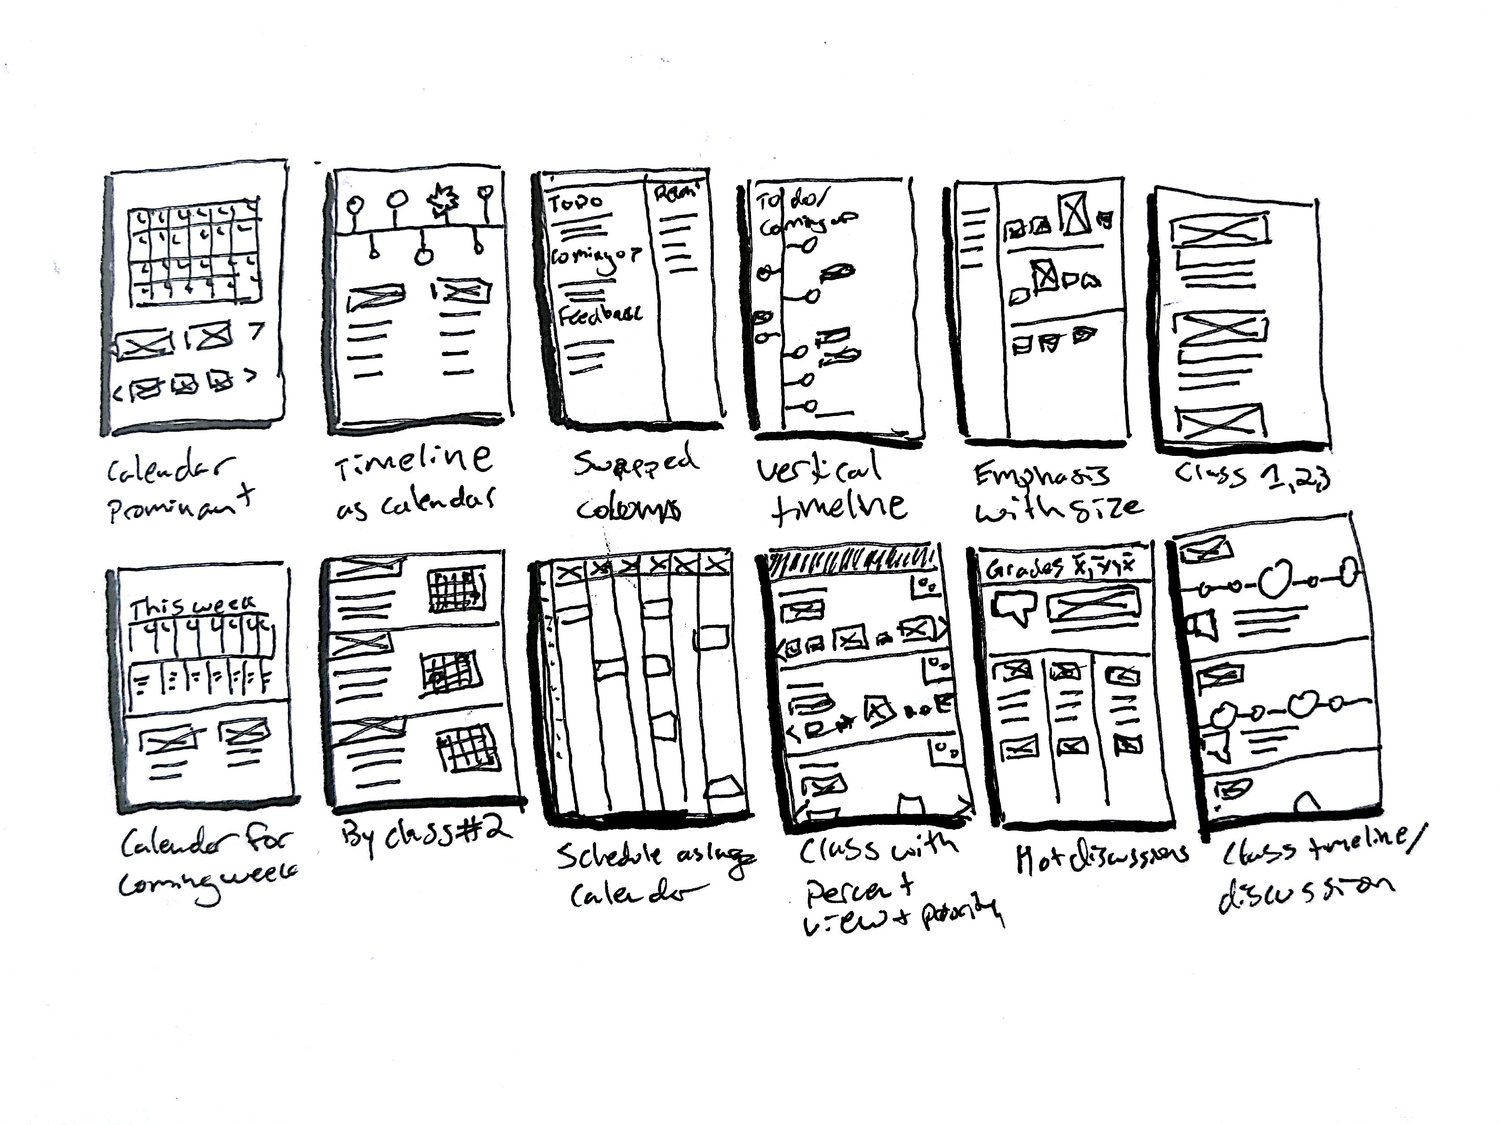 TODO
Coming up
Feedback
To do/
Coming up
Calendar
Prominant
Timeline
as calendar
Swapped
columns
vertical
timeline
Emphasis
with size
Class 1,2,3
This week
Grades x̄, x̄, x̄
Calendar for
coming week
By class #2
Schedule as large
Calendar
Class with
Percent
view +
Hot discussions
Class timeline/
discussion